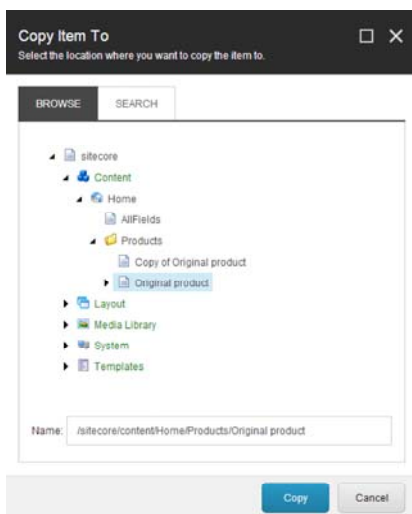 Copy Item To
Select the location where you want to copy the item to.
BROWSE SEARCH
sitecore
Content
Home
AllFields
Products
Copy of Original product
Original product
Layout
Media Library
System
Templates
Name: /sitecore/content/Home/Products/Original product
Copy Cancel